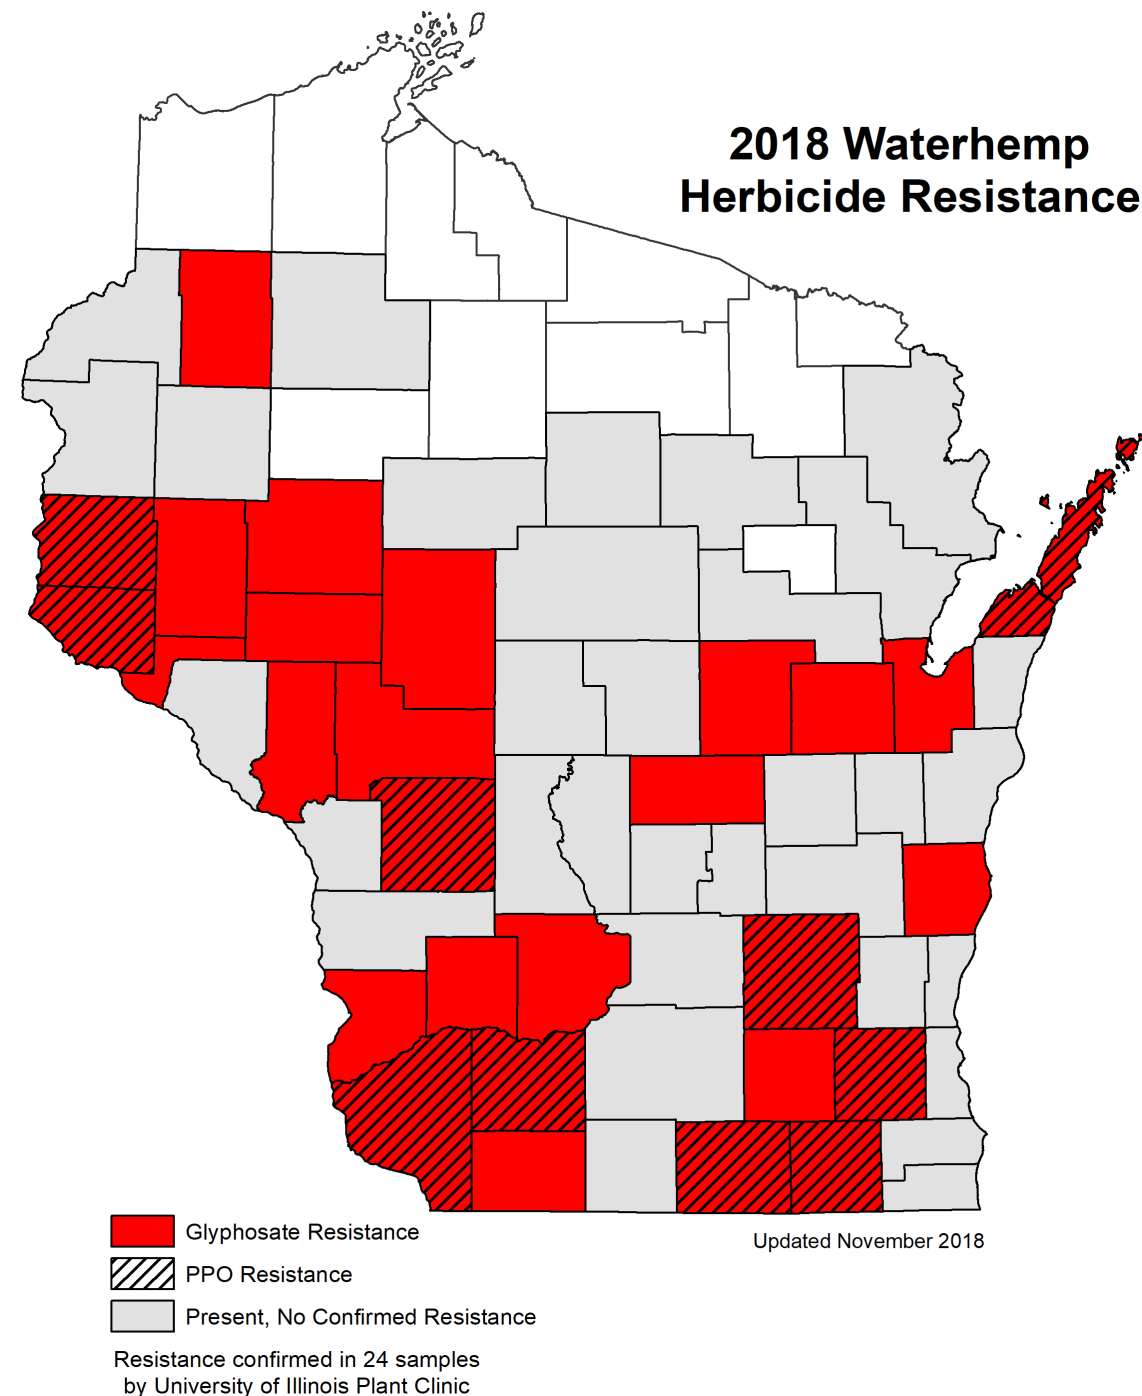 2018 Waterhemp
Herbicide Resistance
Glyphosate Resistance
PPO Resistance
Present, No Confirmed Resistance
Updated November 2018
Resistance confirmed in 24 samples
by University of Illinois Plant Clinic